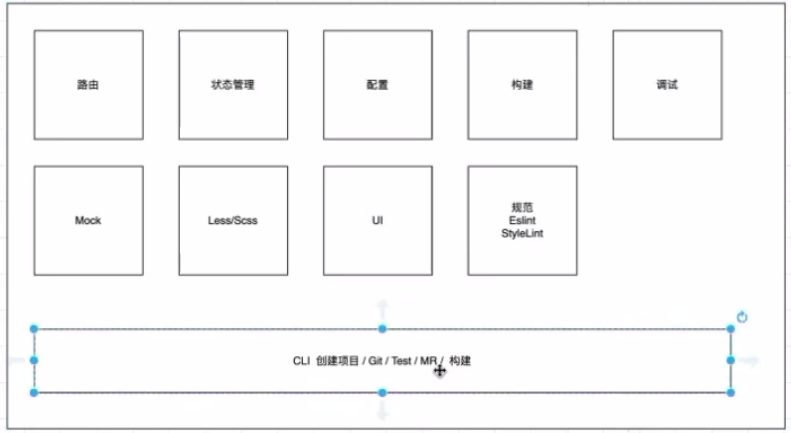 路由
状态管理
配置
构建
调试
Mock
Less/Scss
UI
规范
Eslint
StyleLint
CLI 创建项目 / Git / Test / MR / 构建